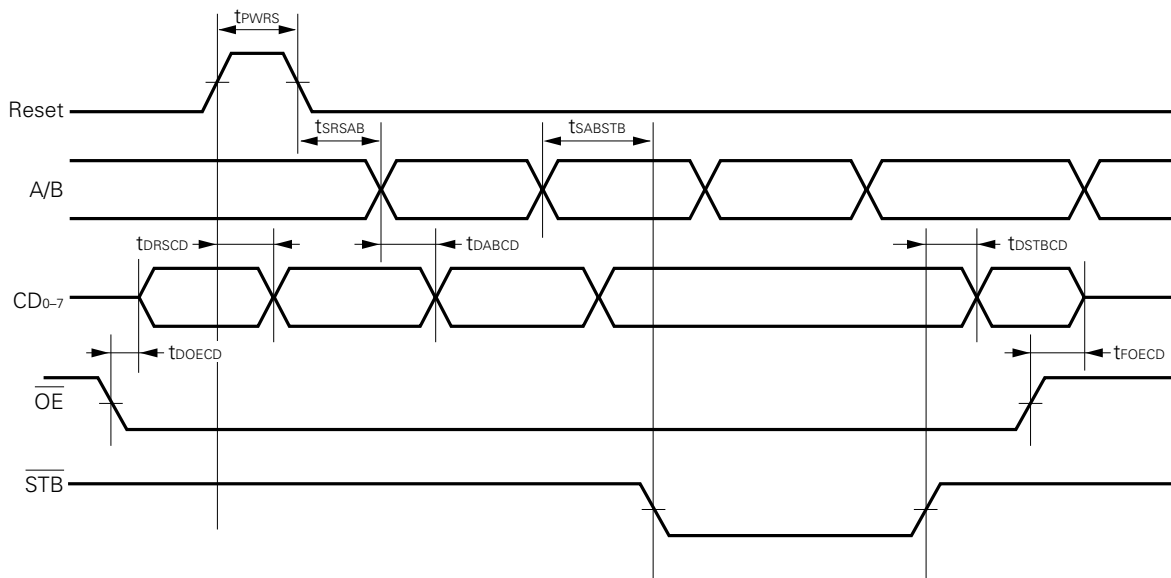 tPWRS
Reset
tSRSAB
tSABSTB
A/B
tDRSCD
tDABCD
tDSTBCD
CD0–7
tDOECD
tFOECD
OE
STB